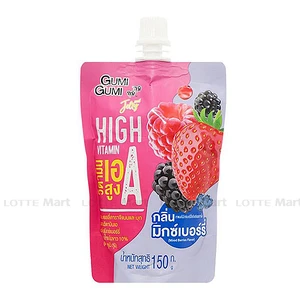 GUMI
GUMI
Jelly
HIGH
VITAMIN
วิตามิน
เอ
สูง
A
กลิ่น
มิกซ์เบอร์รี่
(Mixed Berries Flavor)
น้ำหนักสุทธิ 150 ก.
NET WEIGHT g
LOTTE Mart
LOTTE Mart